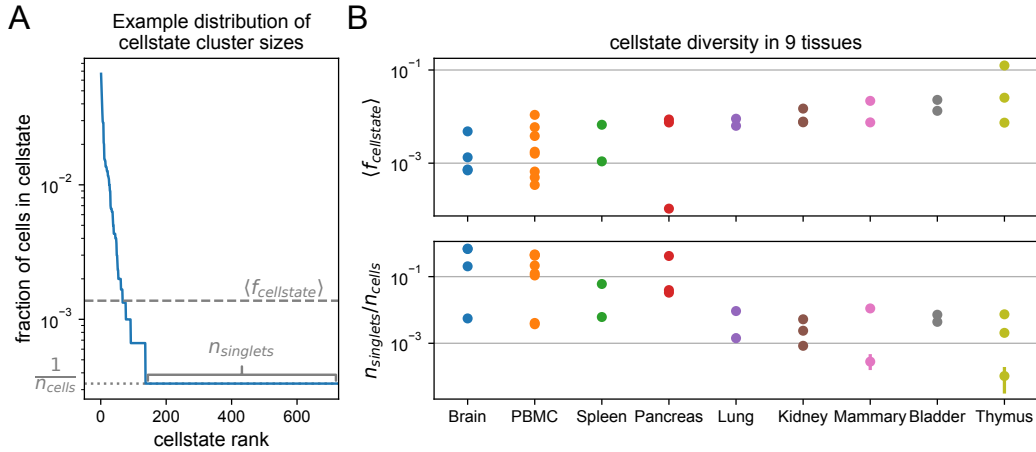 A
Example distribution of
cellstate cluster sizes
fraction of cells in cellstate
10⁻²
10⁻³
1
n_cells
⟨f_cellstate⟩
n_singlets
0
200
400
600
cellstate rank
B
cellstate diversity in 9 tissues
⟨f_cellstate⟩
10⁻¹
10⁻³
n_singlets/n_cells
10⁻¹
10⁻³
Brain
PBMC
Spleen
Pancreas
Lung
Kidney
Mammary
Bladder
Thymus